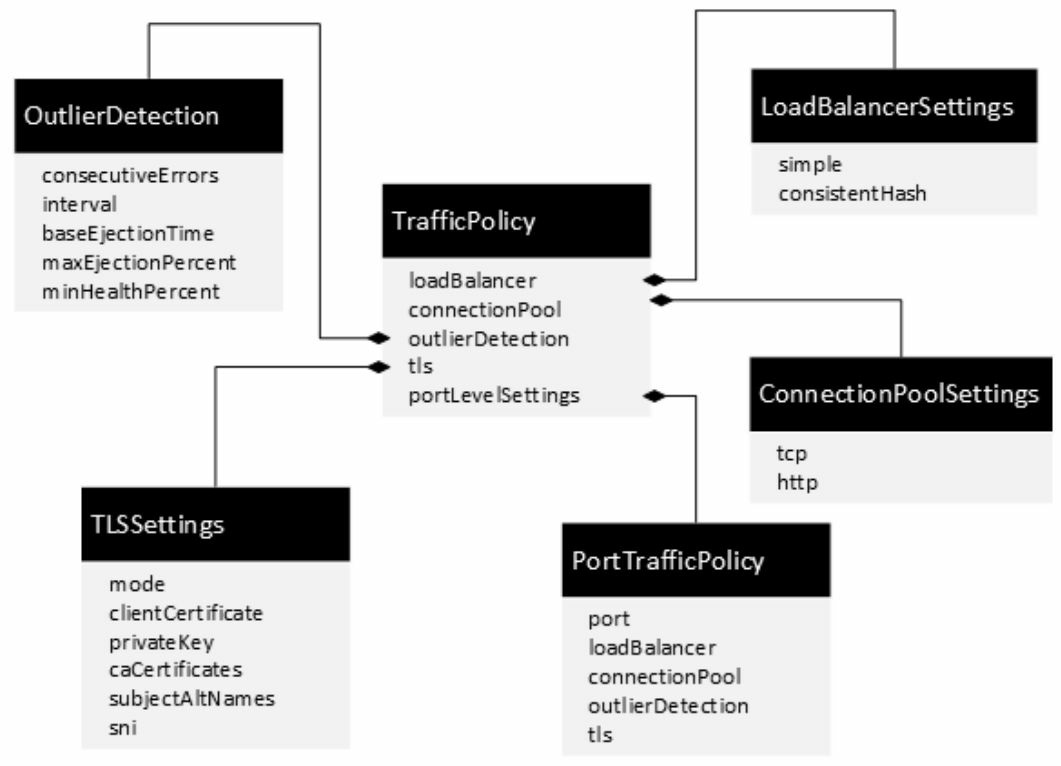 OutlierDetection
consecutiveErrors
interval
baseEjectionTime
maxEjectionPercent
minHealthPercent
LoadBalancerSettings
simple
consistentHash
TrafficPolicy
loadBalancer
connectionPool
outlierDetection
tls
portLevelSettings
ConnectionPoolSettings
tcp
http
TLSSettings
mode
clientCertificate
privateKey
caCertificates
subjectAltNames
sni
PortTrafficPolicy
port
loadBalancer
connectionPool
outlierDetection
tls